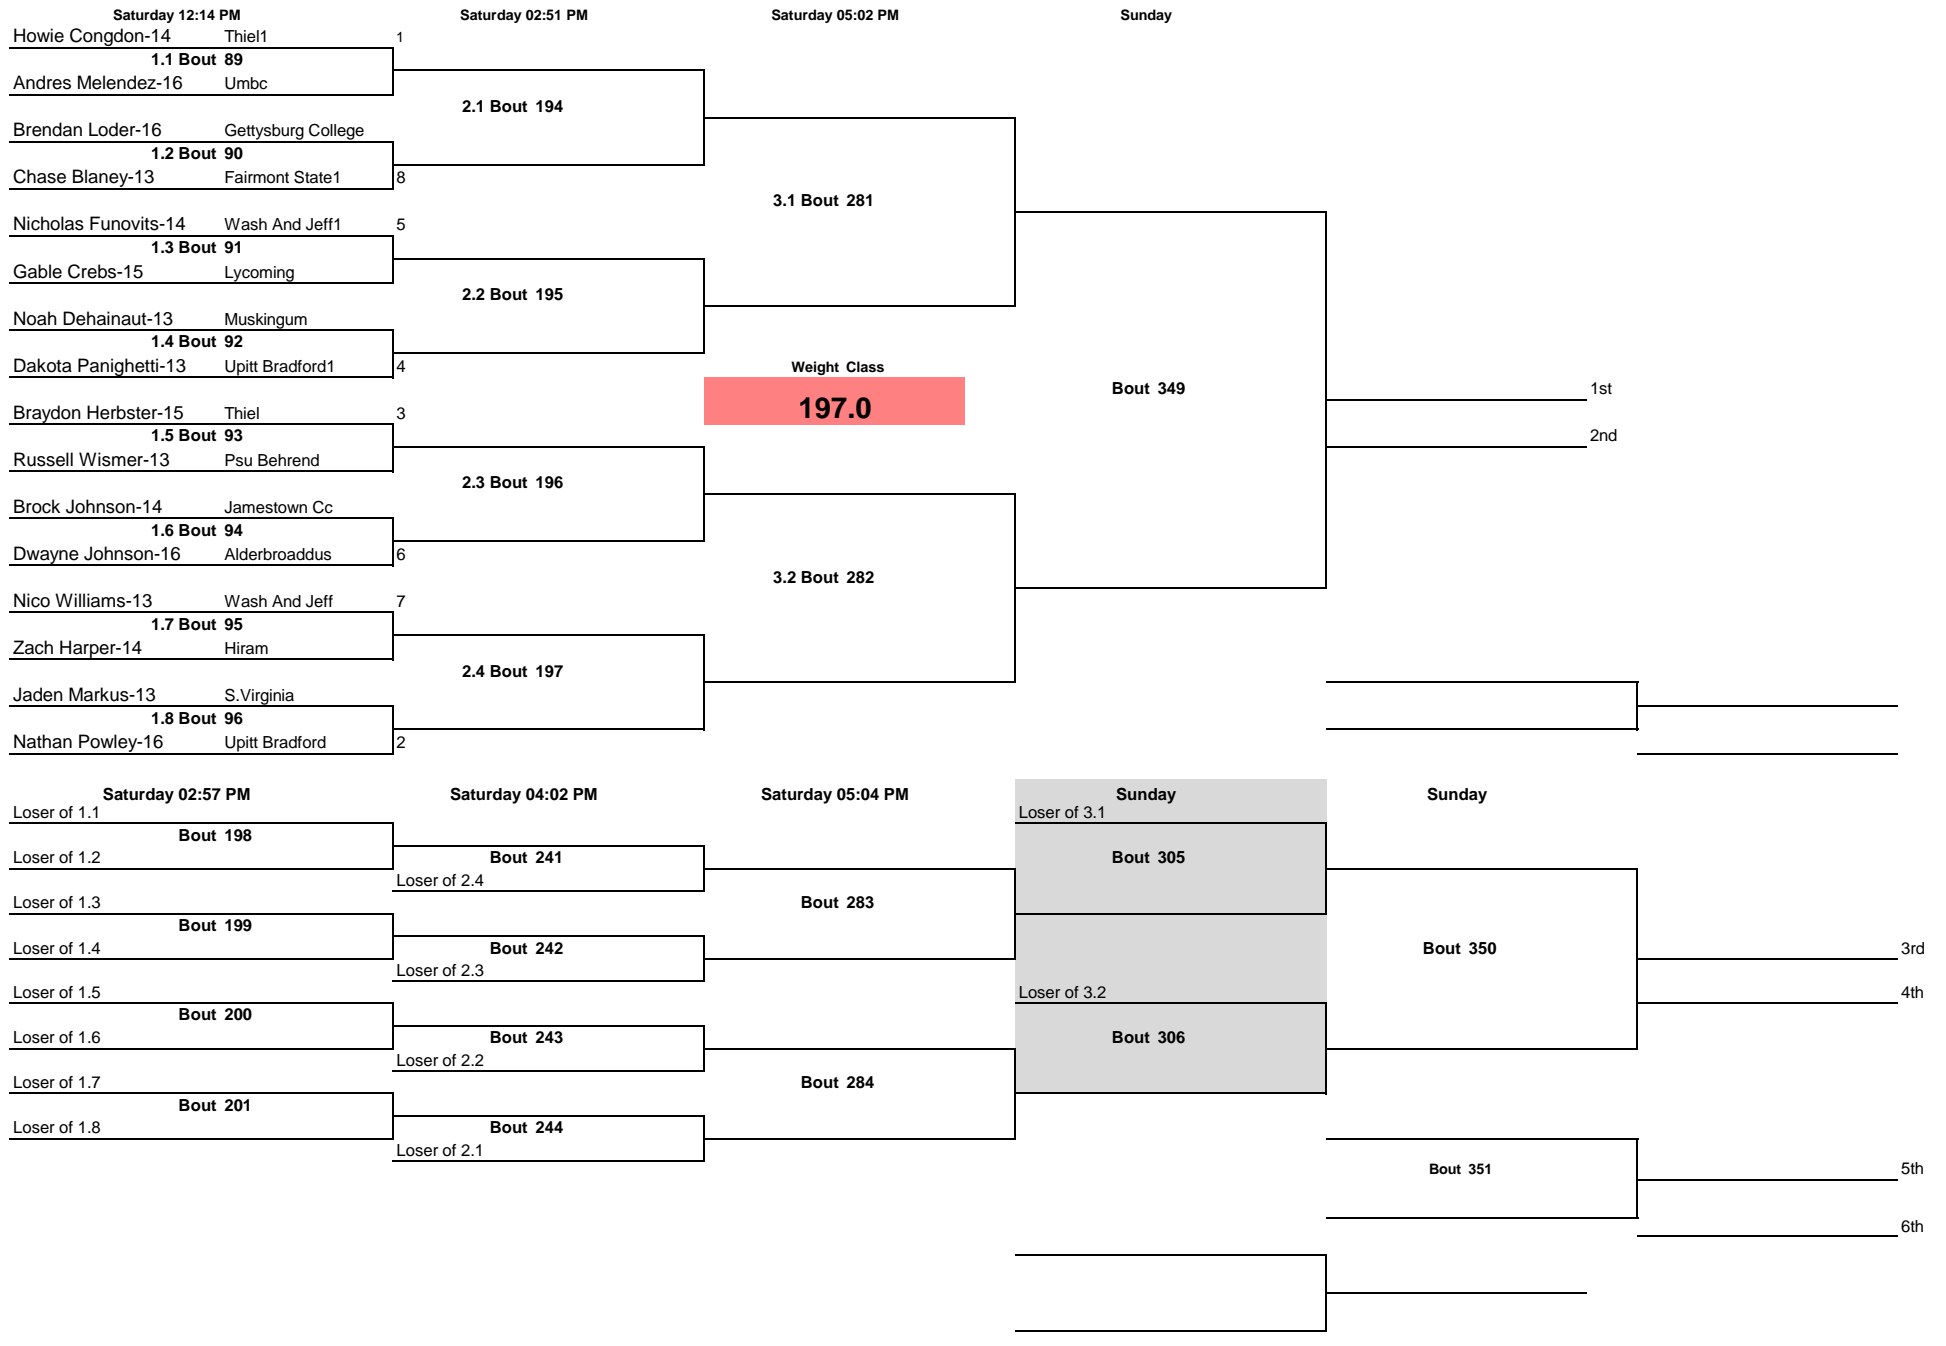 Saturday 12:14 PM Saturday 02:51 PM Saturday 05:02 PM Sunday
Howie Congdon-14 Thiel1 1
1.1 Bout 89
Andres Melendez-16 Umbc
2.1 Bout 194
Brendan Loder-16 Gettysburg College
1.2 Bout 90
Chase Blaney-13 Fairmont State1 8
3.1 Bout 281
Nicholas Funovits-14 Wash And Jeff1 5
1.3 Bout 91
Gable Crebs-15 Lycoming
2.2 Bout 195
Noah Dehainaut-13 Muskingum
1.4 Bout 92
Dakota Panighetti-13 Upitt Bradford1 4
Weight Class
Bout 349
1st
197.0
Braydon Herbster-15 Thiel 3
1.5 Bout 93
2nd
Russell Wismer-13 Psu Behrend
2.3 Bout 196
Brock Johnson-14 Jamestown Cc
1.6 Bout 94
Dwayne Johnson-16 Alderbroaddus 6
3.2 Bout 282
Nico Williams-13 Wash And Jeff 7
1.7 Bout 95
Zach Harper-14 Hiram
2.4 Bout 197
Jaden Markus-13 S.Virginia
1.8 Bout 96
Nathan Powley-16 Upitt Bradford 2
Saturday 02:57 PM Saturday 04:02 PM Saturday 05:04 PM Sunday Sunday
Loser of 1.1 Loser of 3.1
Bout 198
Loser of 1.2 Bout 241 Bout 305
Loser of 2.4
Loser of 1.3 Bout 283
Bout 199
Loser of 1.4 Bout 242 Bout 350 3rd
Loser of 2.3
Loser of 1.5 Loser of 3.2 4th
Bout 200
Loser of 1.6 Bout 243 Bout 306
Loser of 2.2
Loser of 1.7 Bout 284
Bout 201
Loser of 1.8 Bout 244
Loser of 2.1
Bout 351 5th
6th